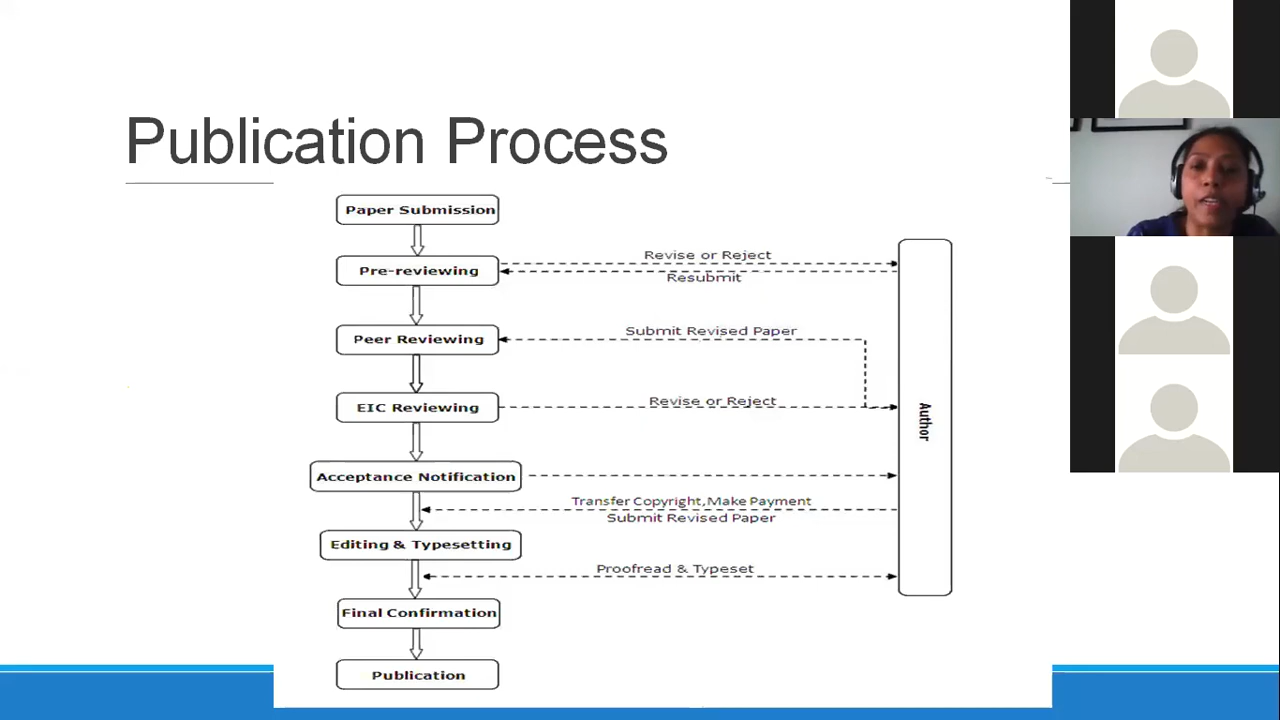 Publication Process
Paper Submission
Pre-reviewing
Revise or Reject
Resubmit
Peer Reviewing
Submit Revised Paper
EIC Reviewing
Revise or Reject
Author
Acceptance Notification
Transfer Copyright,Make Payment
Submit Revised Paper
Editing & Typesetting
Proofread & Typeset
Final Confirmation
Publication